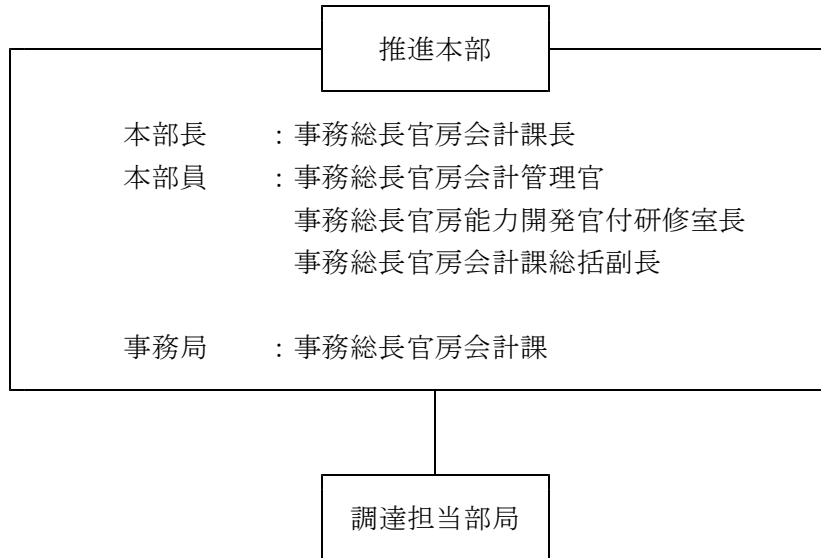 推進本部
本部長 : 事務総長官房会計課長
本部員 : 事務総長官房会計管理官
事務総長官房能力開発官付研修室長
事務総長官房会計課総括副長
事務局 : 事務総長官房会計課
調達担当部局